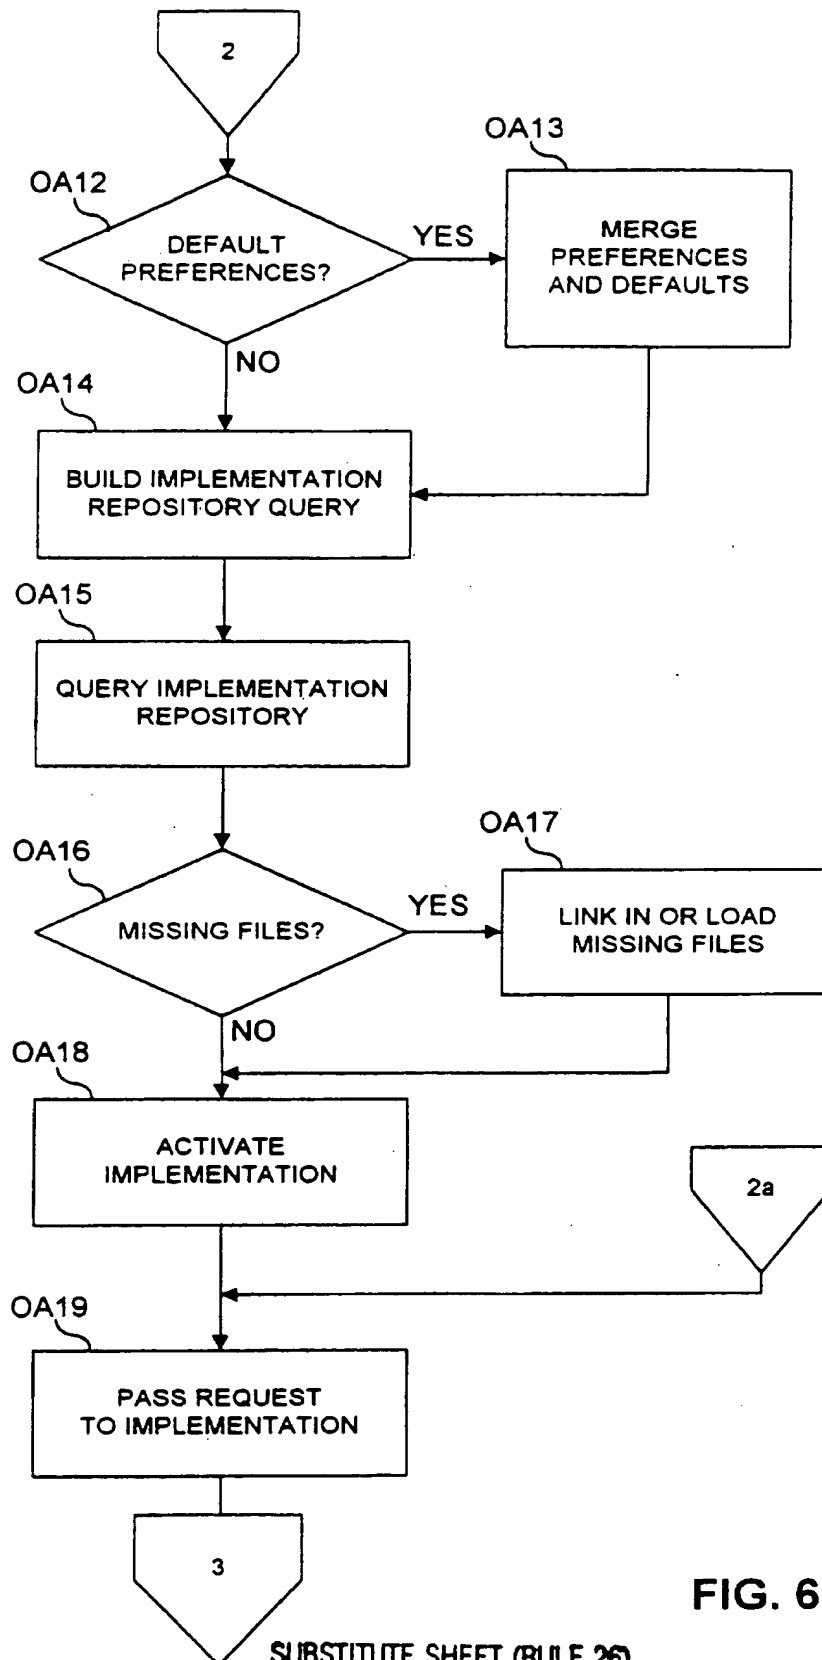 2
OA12
OA13
DEFAULT
PREFERENCES?
YES
MERGE
PREFERENCES
AND DEFAULTS
NO
OA14
BUILD IMPLEMENTATION
REPOSITORY QUERY
OA15
QUERY IMPLEMENTATION
REPOSITORY
OA16
OA17
MISSING FILES?
YES
LINK IN OR LOAD
MISSING FILES
NO
OA18
ACTIVATE
IMPLEMENTATION
2a
OA19
PASS REQUEST
TO IMPLEMENTATION
3
FIG. 6
SUBSTITUTE SHEET (RULE 26)